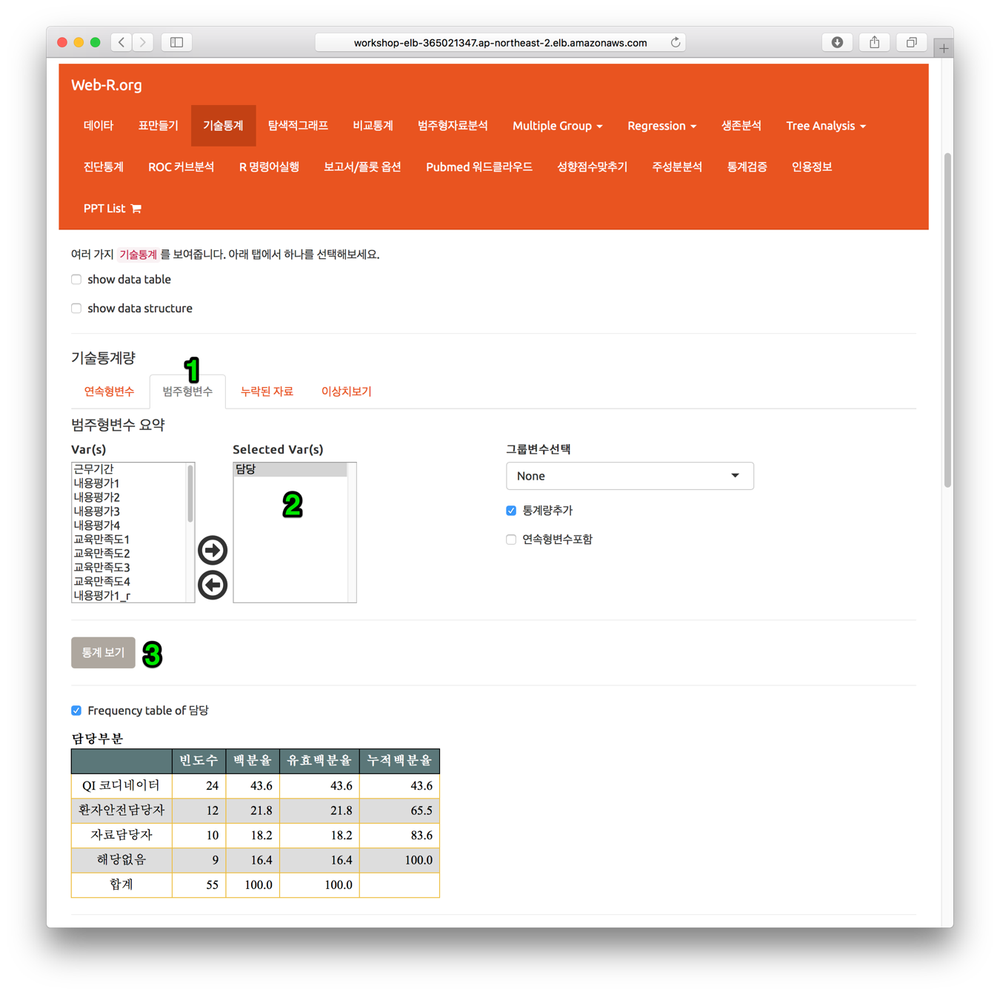 workshop-elb-365021347.ap-northeast-2.elb.amazonaws.com
Web-R.org
데이타 표만들기 기술통계 탐색적그래프 비교통계 범주형자료분석 Multiple Group Regression 생존분석 Tree Analysis
진단통계 ROC 커브분석 R 명령어실행 보고서/플롯 옵션 Pubmed 워드클라우드 성향점수맞추기 주성분분석 통계검증 인용정보
PPT List
여러 가지 기술통계 를 보여줍니다. 아래 탭에서 하나를 선택해보세요.
show data table
show data structure
기술통계량
1
연속형변수 범주형변수 누락된 자료 이상치보기
범주형변수 요약
Var(s) Selected Var(s) 그룹변수선택
근무기간 담당
None
내용평가1
내용평가2
2
내용평가3
통계량추가
내용평가4
교육만족도1
연속형변수포함
교육만족도2
교육만족도3
교육만족도4
내용평가1_r
통계 보기 3
Frequency table of 담당
담당부분
빈도수 백분율 유효백분율 누적백분율
QI 코디네이터 24 43.6 43.6 43.6
환자안전담당자 12 21.8 21.8 65.5
자료담당자 10 18.2 18.2 83.6
해당없음 9 16.4 16.4 100.0
합계 55 100.0 100.0